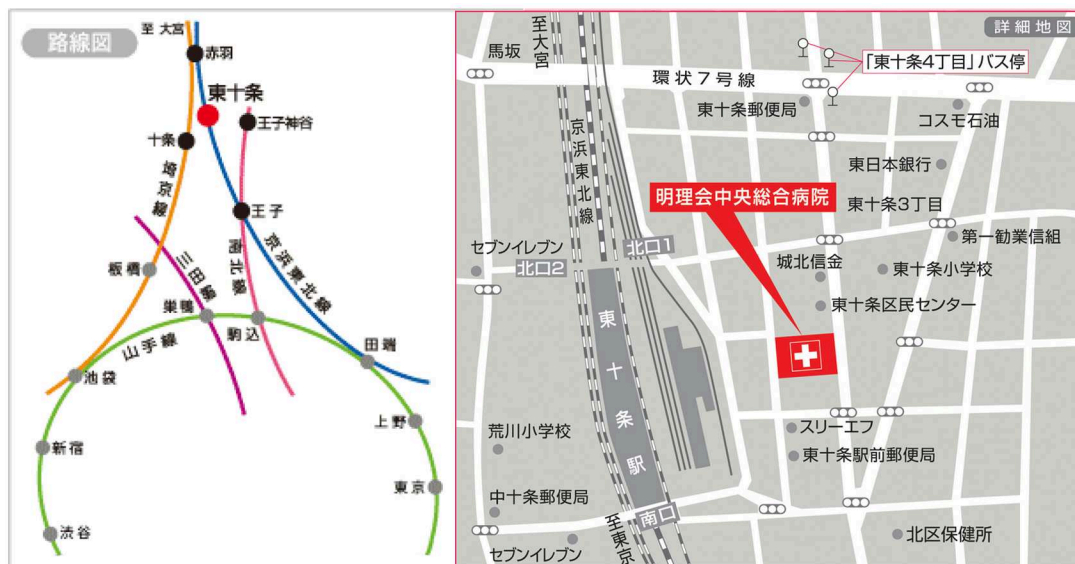 路線図
至 大宮
赤羽
東十条
王子神谷
十条
埼京線
王子
京浜東北線
南北線
三田線
板橋
巣鴨
駒込
山手線
田端
池袋
上野
新宿
東京
渋谷
詳細地図
至大宮
馬坂
「東十条4丁目」バス停
環状7号線
東十条郵便局
コスモ石油
京浜東北線
東日本銀行
明理会中央総合病院
東十条3丁目
第一勧業信組
セブンイレブン
北口1
北口2
城北信金
東十条小学校
東十条区民センター
東十条駅
スリーエフ
荒川小学校
東十条駅前郵便局
中十条郵便局
南口
至東京
セブンイレブン
北区保健所